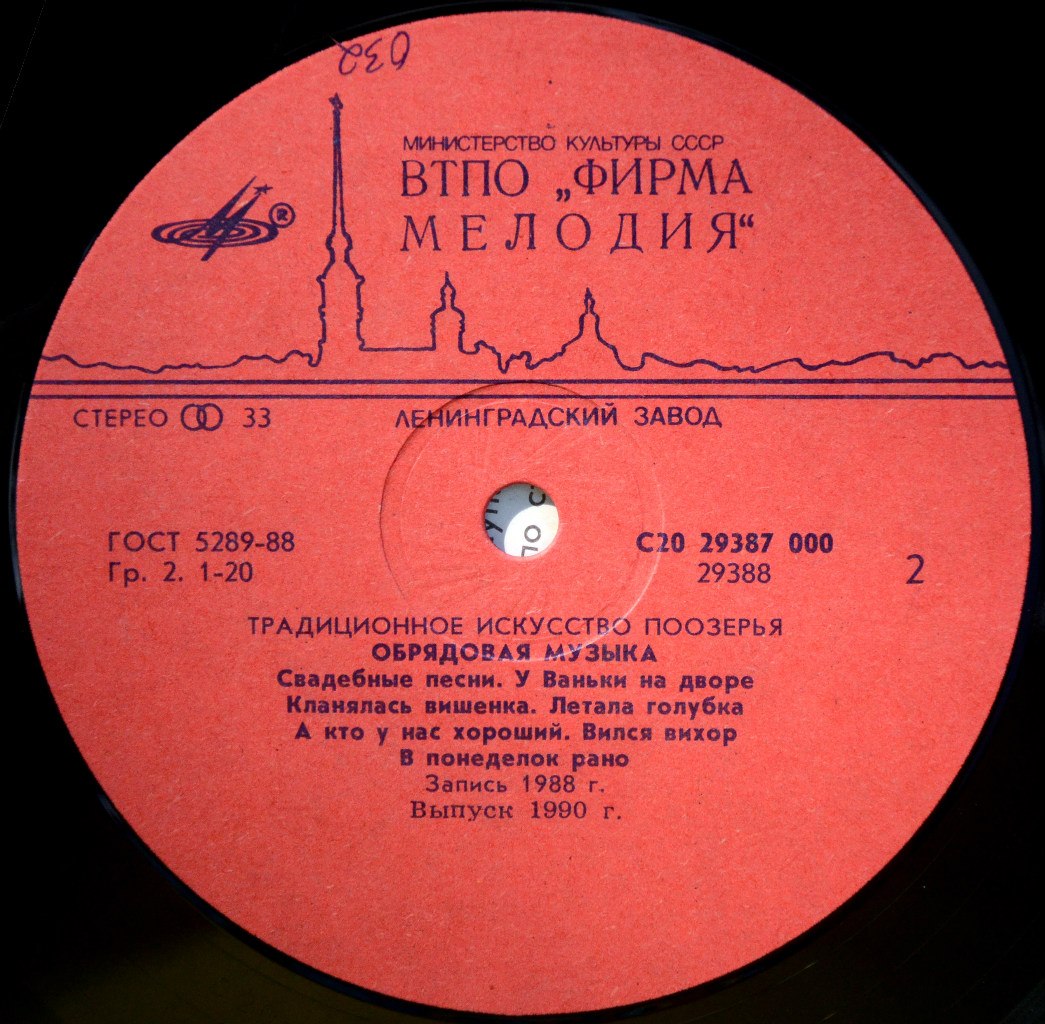 032
МИНИСТЕРСТВО КУЛЬТУРЫ СССР
ВТПО „ФИРМА
МЕЛОДИЯ“
®
СТЕРЕО 33
ЛЕНИНГРАДСКИЙ ЗАВОД
ГОСТ 5289-88
Гр. 2. 1-20
С20 29387 000
29388
2
ТРАДИЦИОННОЕ ИСКУССТВО ПООЗЕРЬЯ
ОБРЯДОВАЯ МУЗЫКА
Свадебные песни. У Ваньки на дворе
Кланялась вишенка. Летала голубка
А кто у нас хороший. Вился вихор
В понеделок рано
Запись 1988 г.
Выпуск 1990 г.